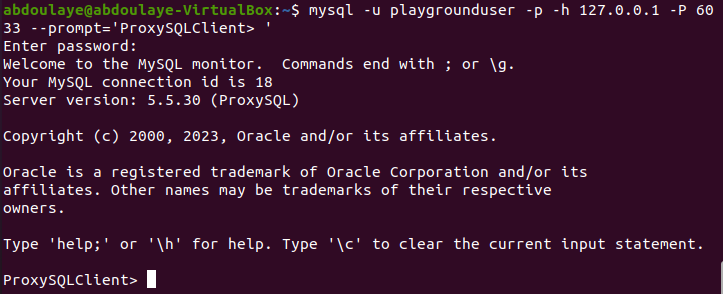 abdoulaye@abdoulaye-VirtualBox:~$ mysql -u playgrounduser -p -h 127.0.0.1 -P 60
33 --prompt='ProxySQLClient> '
Enter password:
Welcome to the MySQL monitor.  Commands end with ; or \g.
Your MySQL connection id is 18
Server version: 5.5.30 (ProxySQL)

Copyright (c) 2000, 2023, Oracle and/or its affiliates.

Oracle is a registered trademark of Oracle Corporation and/or its
affiliates. Other names may be trademarks of their respective
owners.

Type 'help;' or '\h' for help. Type '\c' to clear the current input statement.

ProxySQLClient>